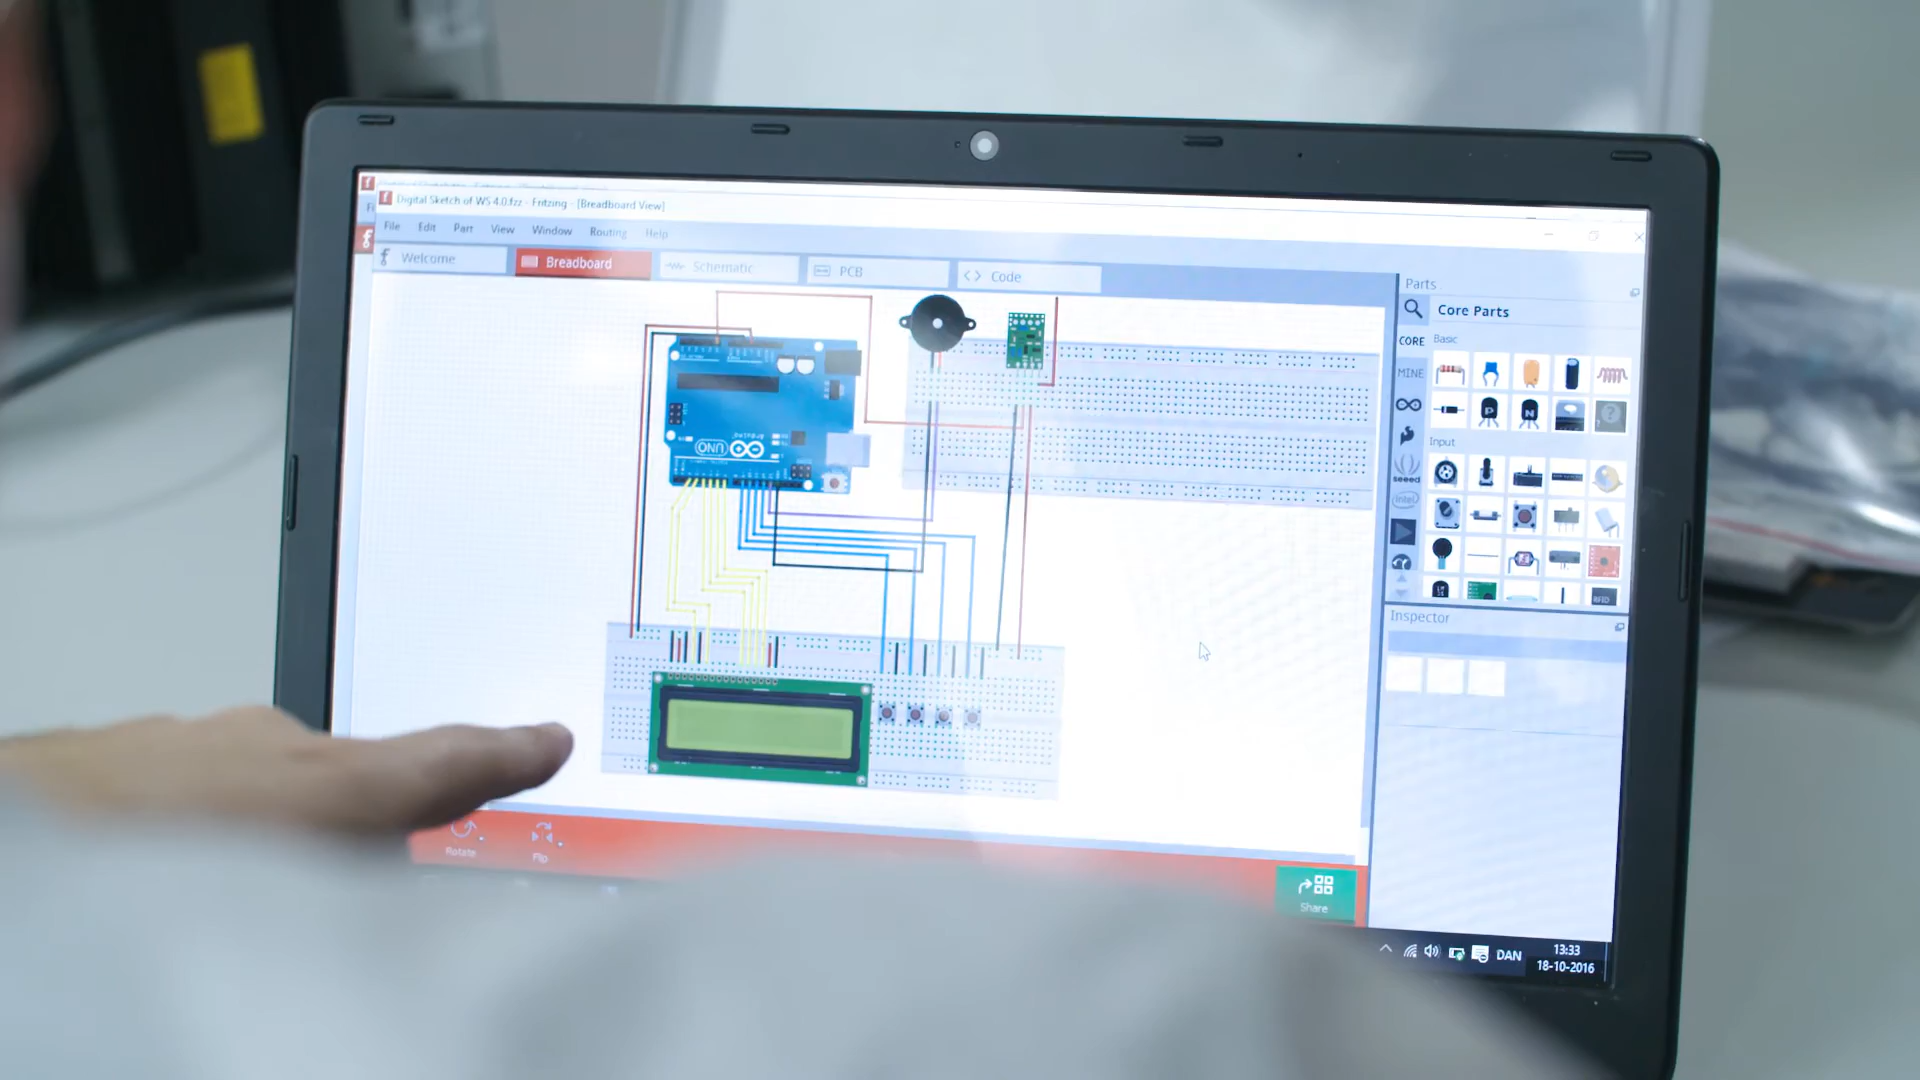 Digital Sketch of WS 4.0.fzz - Fritzing - [Breadboard View]
File Edit Part View Window Routing Help
Welcome Breadboard Schematic PCB Code
Parts
Core Parts
CORE Basic
MINE
Input
seeed
intel
Inspector
UNO
Rotate Flip
Share
DAN 13:33
18-10-2016